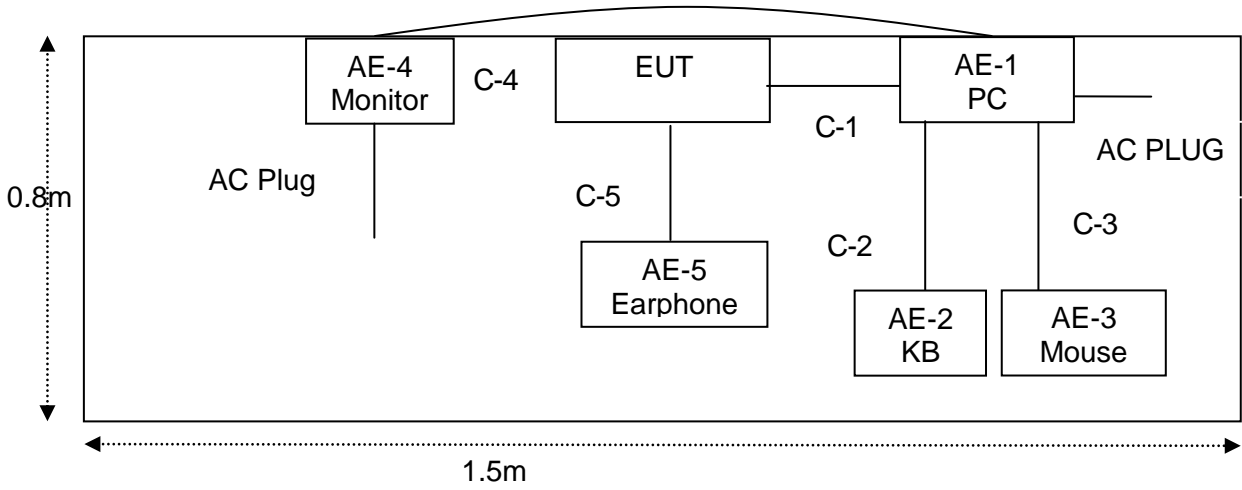 AE-4
Monitor
C-4
EUT
C-1
AE-1
PC
AC PLUG
AC Plug
0.8m
C-5
C-2
C-3
AE-5
Earphone
AE-2
KB
AE-3
Mouse
1.5m